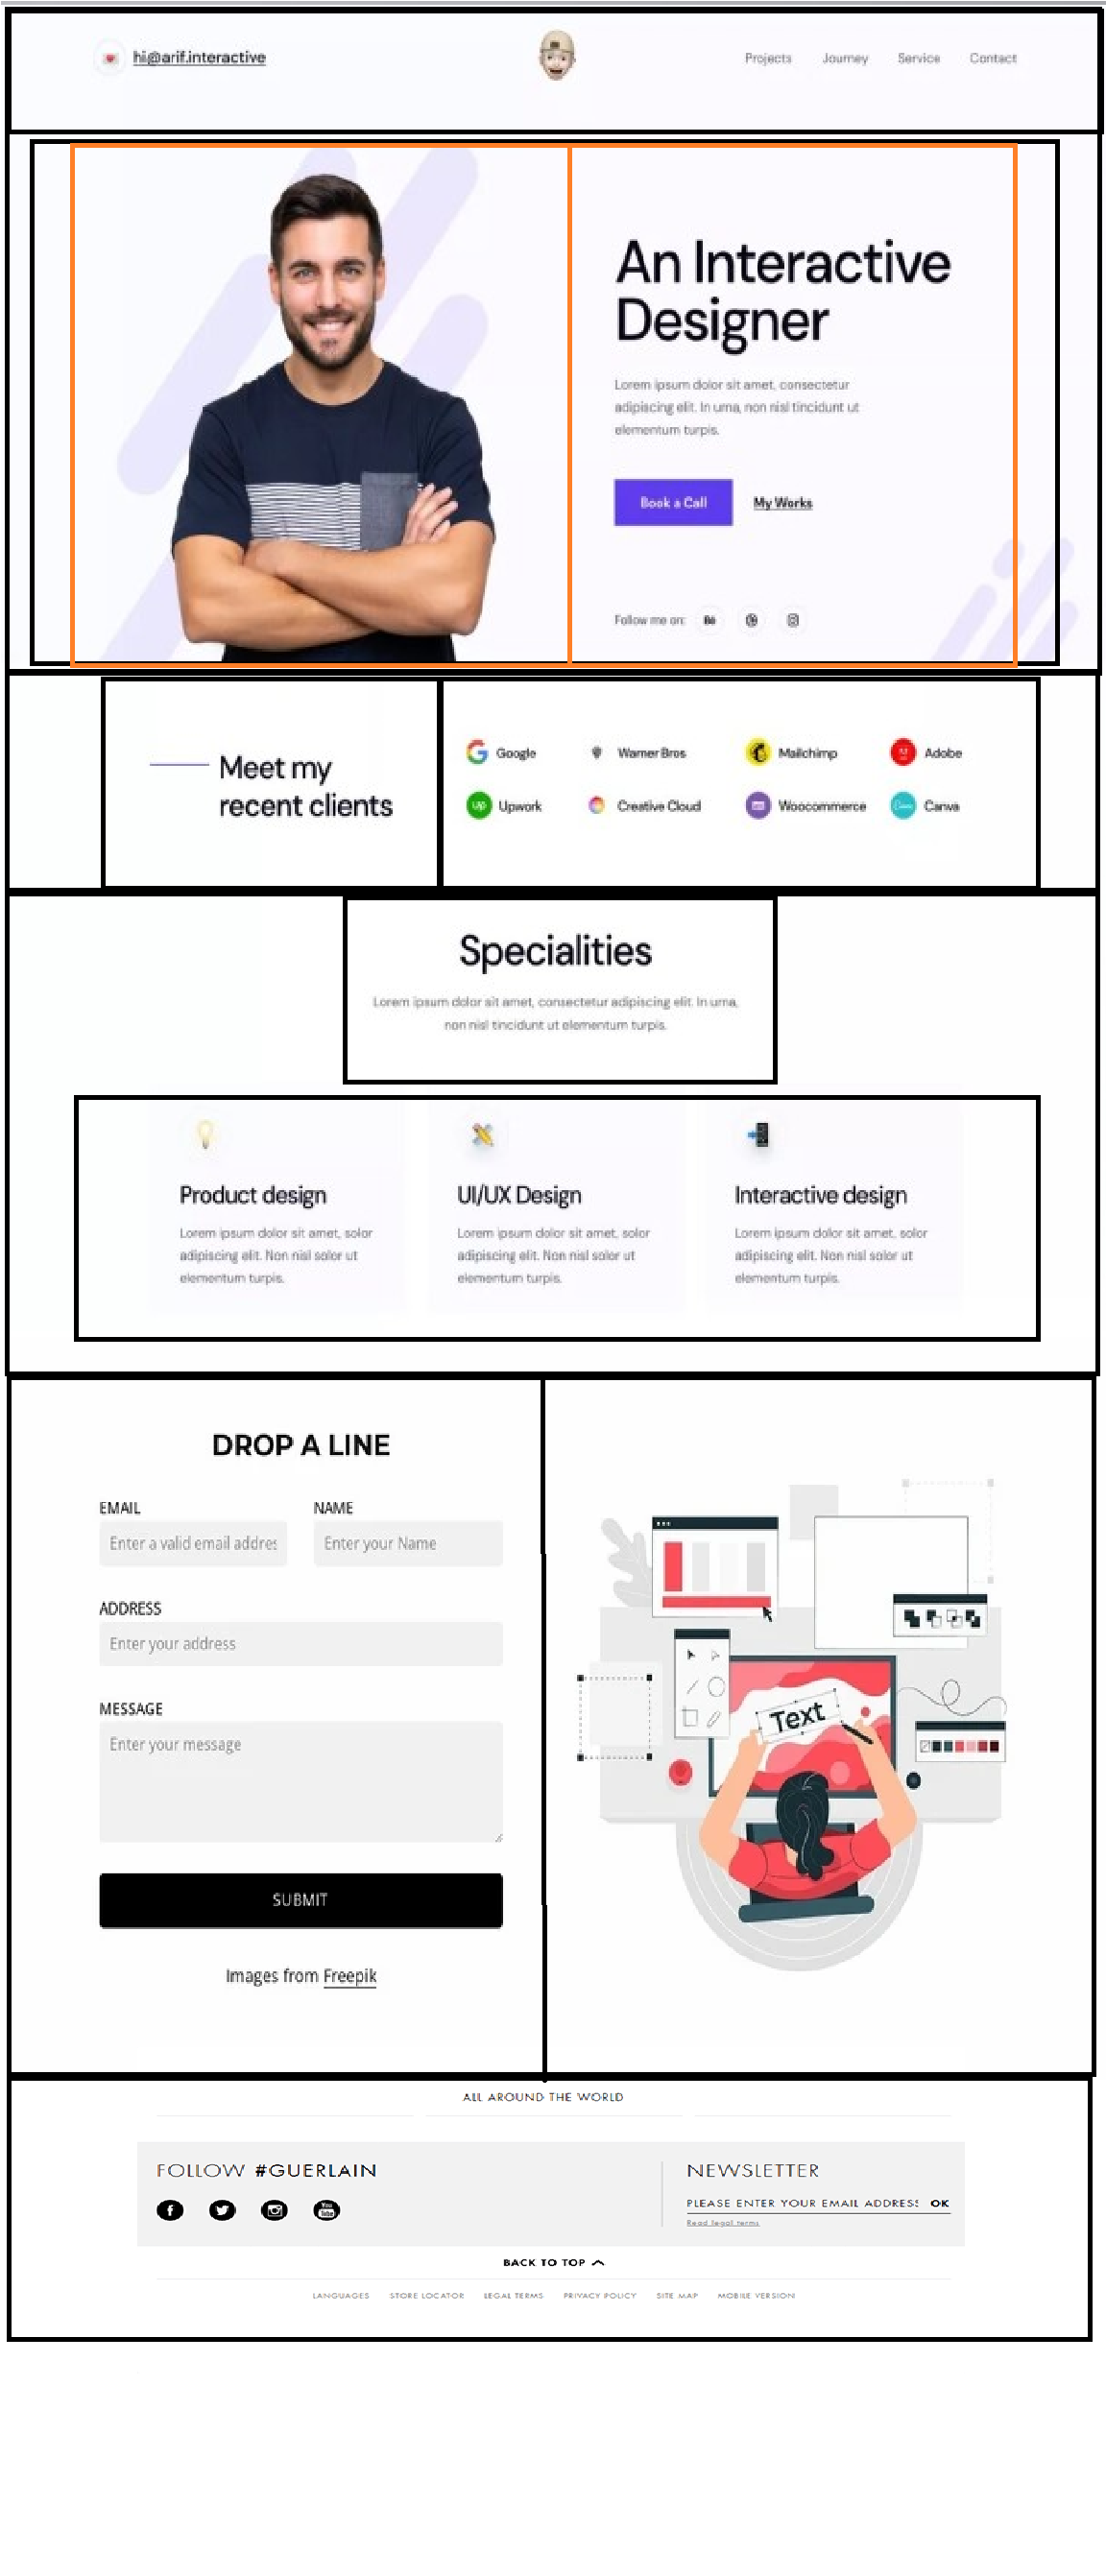 hi@arif.interactive
Projects Journey Service Contact
An Interactive
Designer
Lorem ipsum dolor sit amet, consectetur
adipiscing elit. In urna, non nisl tincidunt ut
elementum turpis.
Book a Call My Works
Follow me on: Bē
Meet my
recent clients
Google Warner Bros Mailchimp Adobe
Up Upwork Creative Cloud Woocommerce Canva
Specialities
Lorem ipsum dolor sit amet, consectetur adipiscing elit. In urna,
non nisl tincidunt ut elementum turpis.
Product design
Lorem ipsum dolor sit amet, solor
adipiscing elit. Non nisl solor ut
elementum turpis.
UI/UX Design
Lorem ipsum dolor sit amet, solor
adipiscing elit. Non nisl solor ut
elementum turpis.
Interactive design
Lorem ipsum dolor sit amet, solor
adipiscing elit. Non nisl solor ut
elementum turpis.
DROP A LINE
EMAIL NAME
Enter a valid email addres Enter your Name
ADDRESS
Enter your address
MESSAGE
Enter your message
SUBMIT
Images from Freepik
Text
ALL AROUND THE WORLD
FOLLOW #GUERLAIN
You
Tube
NEWSLETTER
PLEASE ENTER YOUR EMAIL ADDRESS OK
Read legal terms
BACK TO TOP
LANGUAGES STORE LOCATOR LEGAL TERMS PRIVACY POLICY SITE MAP MOBILE VERSION